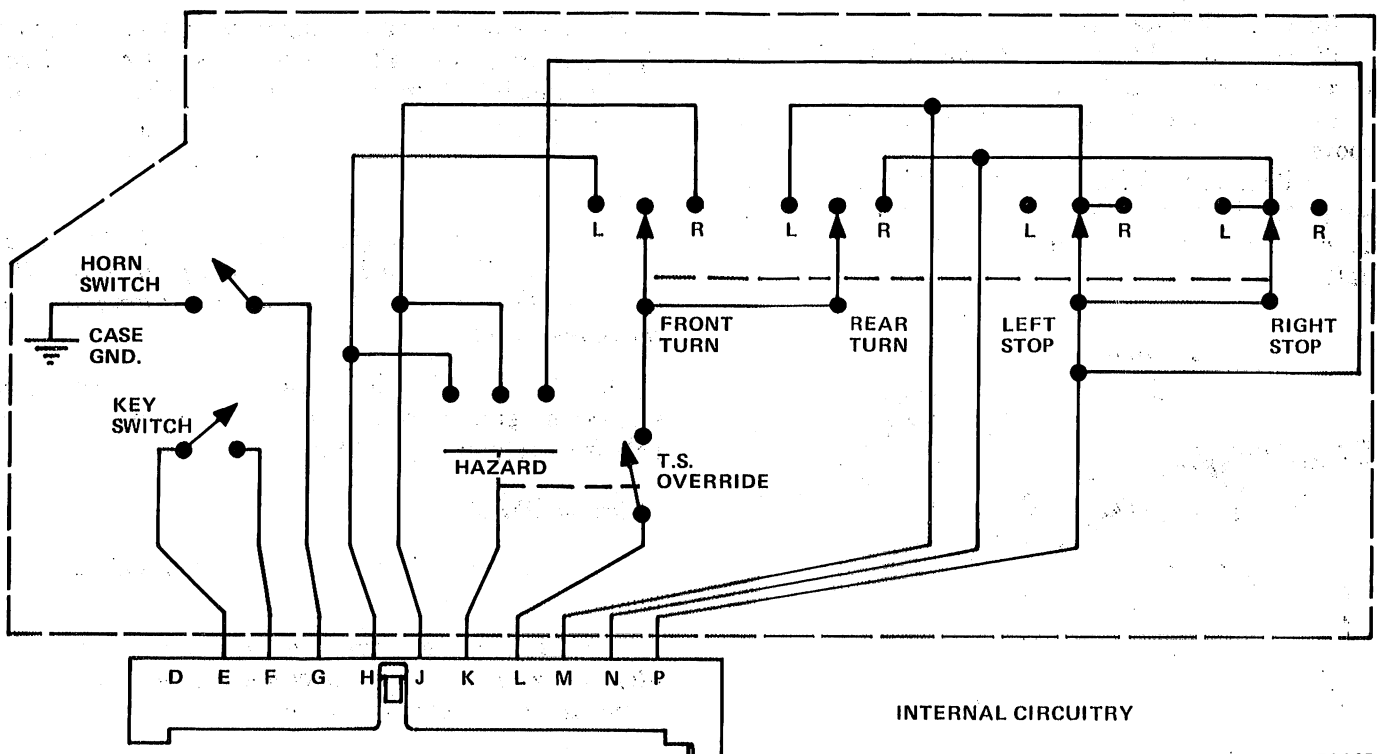 L R L R L R L R
HORN
SWITCH
CASE
GND.
FRONT
TURN
REAR
TURN
LEFT
STOP
RIGHT
STOP
KEY
SWITCH
HAZARD
T.S.
OVERRIDE
D E F G H J K L M N P
INTERNAL CIRCUITRY